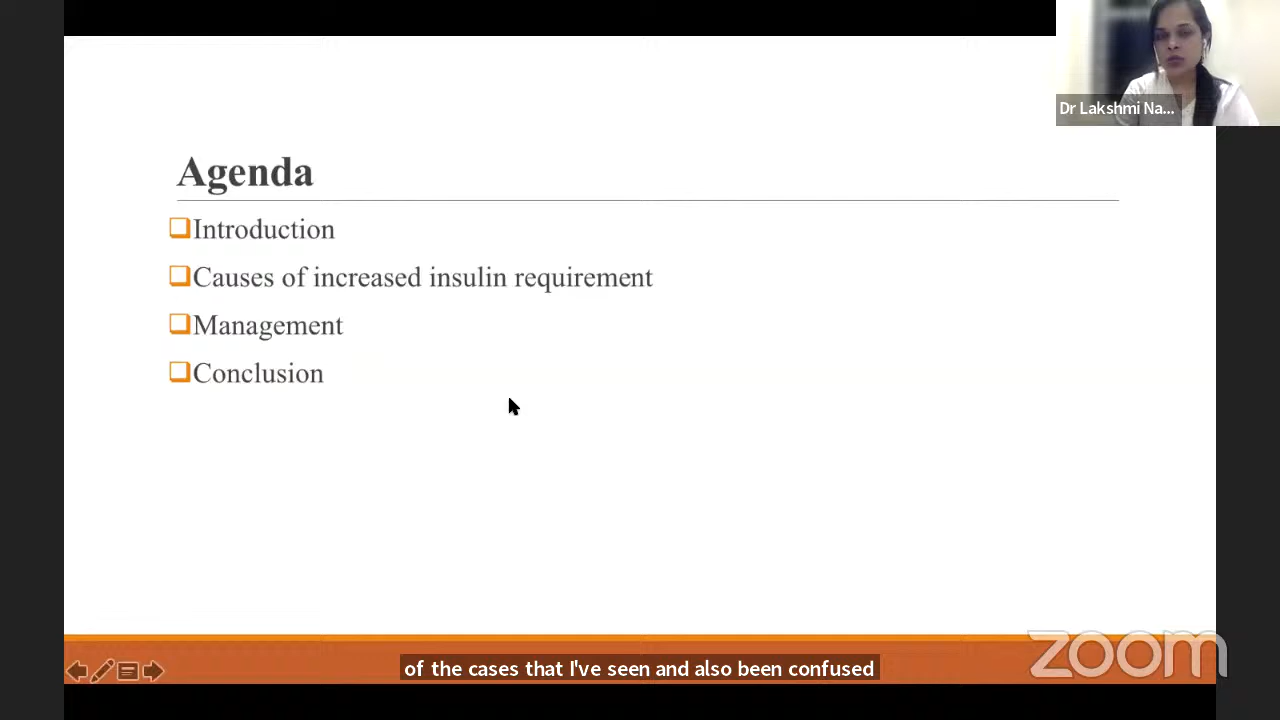 Dr Lakshmi Na...
Agenda
Introduction
Causes of increased insulin requirement
Management
Conclusion
of the cases that I've seen and also been confused
zoom